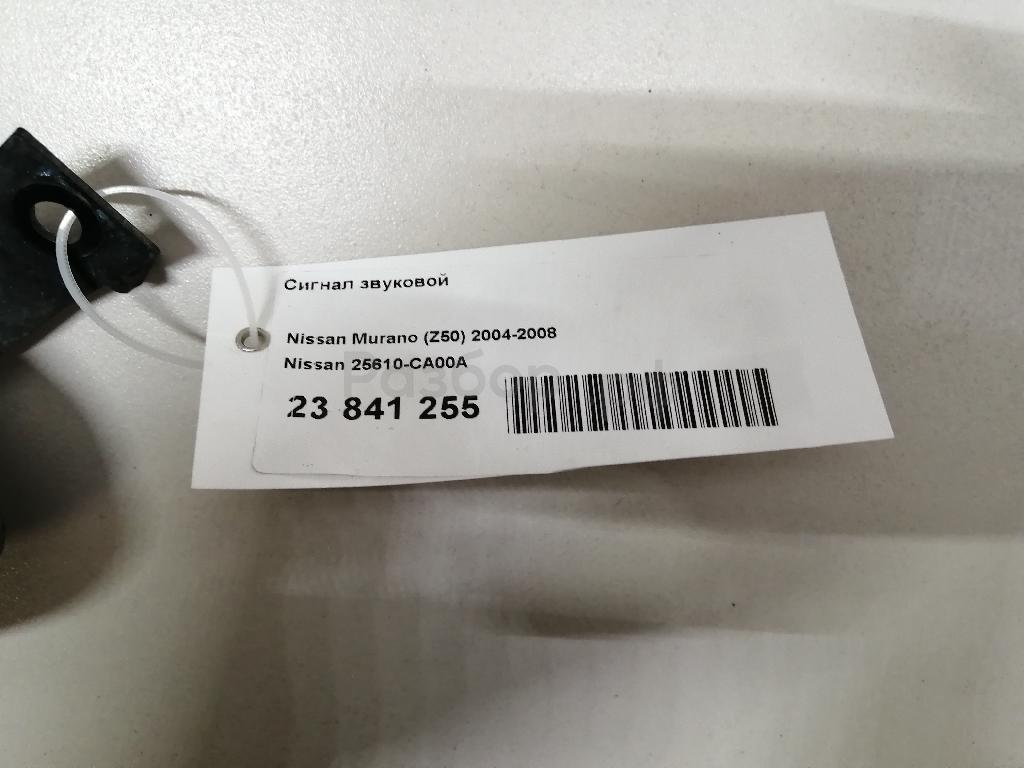 Сигнал звуковой
Nissan Murano (Z50) 2004-2008
Nissan 25610-CA00A
23 841 255